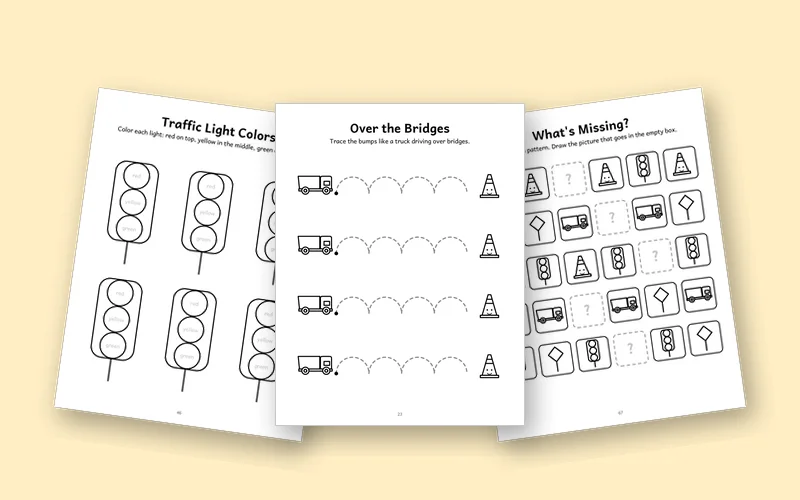 Traffic Light Colors
Color each light: red on top, yellow in the middle, green
red
red
yellow
yellow
green
green
red
red
red
yellow
yellow
yellow
green
green
green
46
Over the Bridges
Trace the bumps like a truck driving over bridges.
23
What's Missing?
pattern. Draw the picture that goes in the empty box.
?
?
?
?
?
67